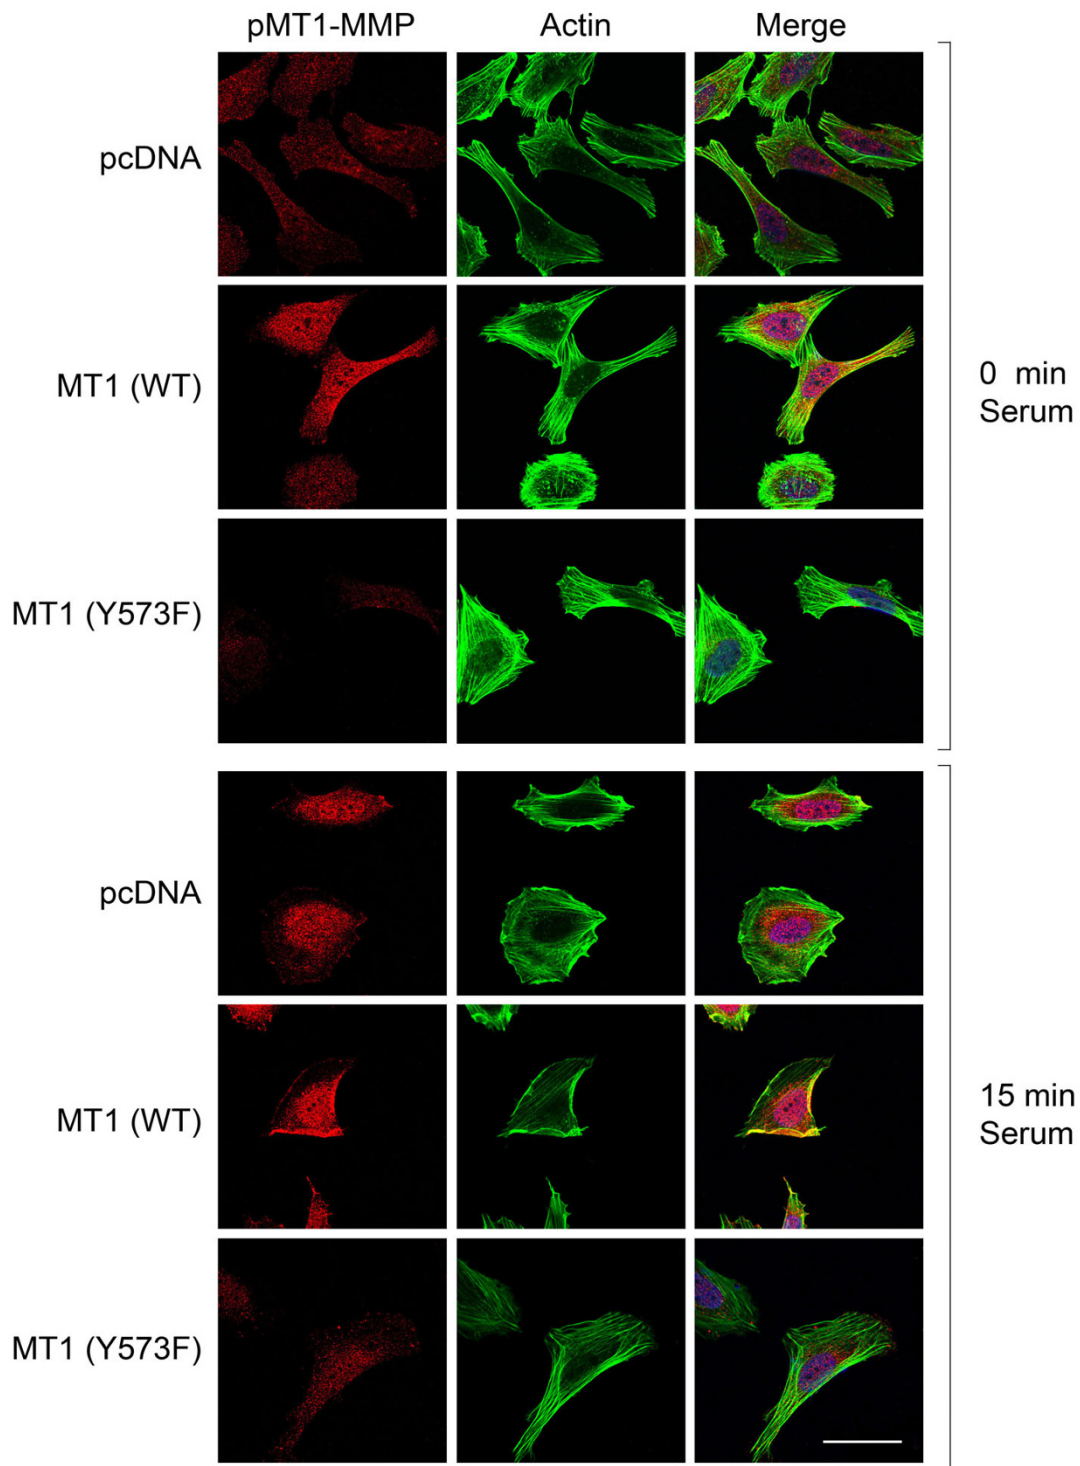 pMT1-MMP Actin Merge
pcDNA
MT1 (WT)
MT1 (Y573F)
0 min
Serum
pcDNA
MT1 (WT)
MT1 (Y573F)
15 min
Serum